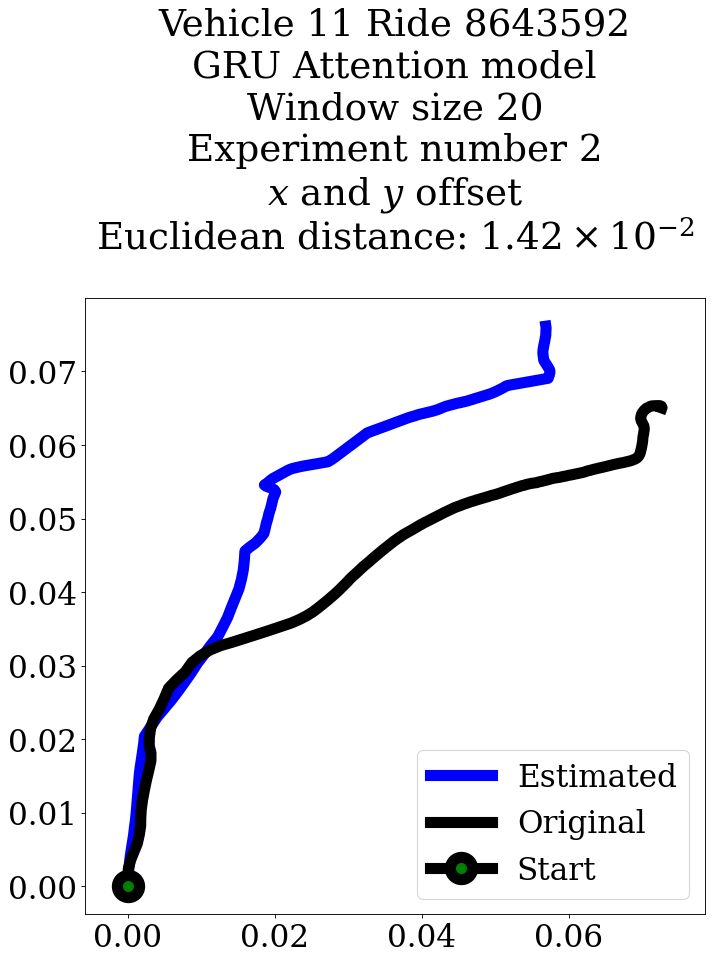 Vehicle 11 Ride 8643592
GRU Attention model
Window size 20
Experiment number 2
x and y offset
Euclidean distance: 1.42 × 10⁻²
0.07
0.06
0.05
0.04
0.03
0.02
0.01
0.00
Estimated
Original
Start
0.00 0.02 0.04 0.06